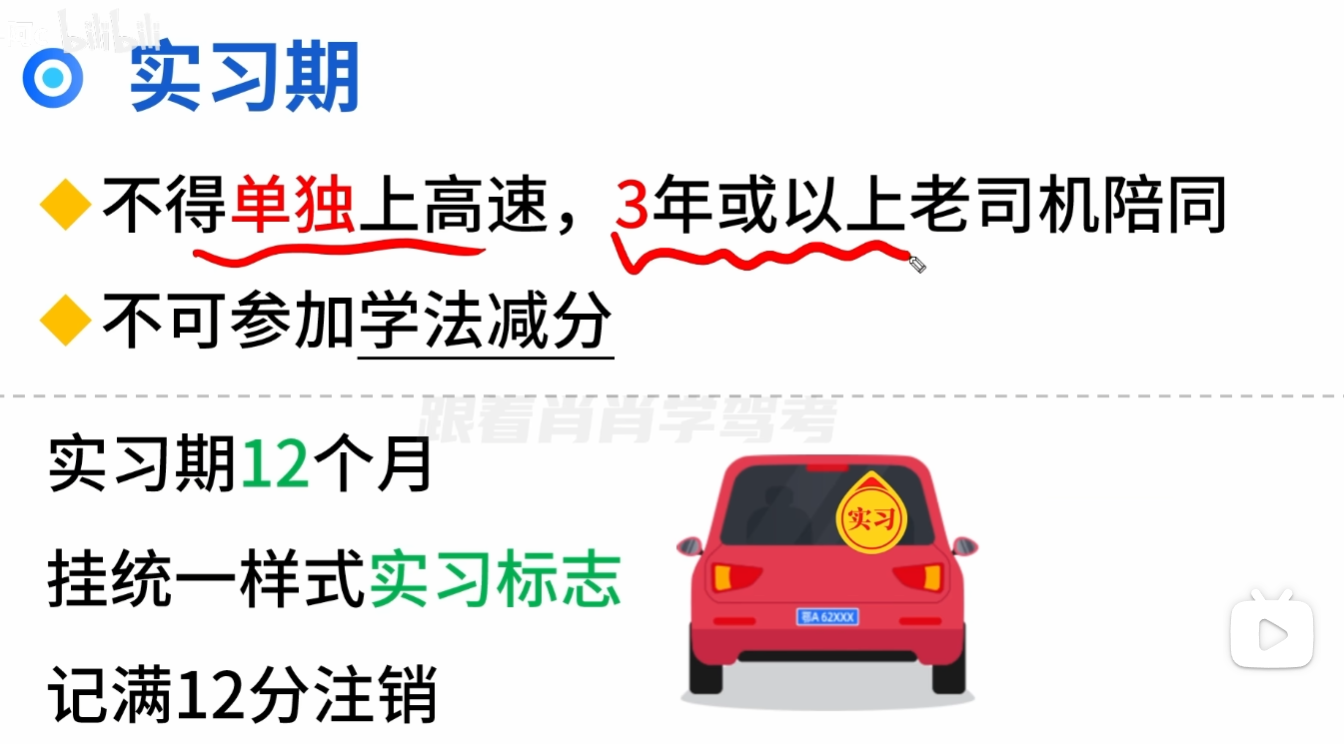 bilibili
实习期
不得单独上高速，3年或以上老司机陪同
不可参加学法减分
跟着肖肖学驾考
实习期12个月
挂统一样式实习标志
实习
鄂A 62XXX
记满12分注销